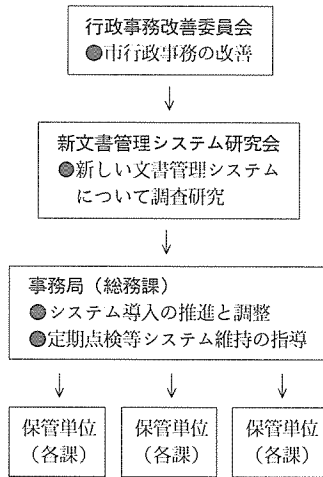 行政事務改善委員会
●市行政事務の改善
新文書管理システム研究会
●新しい文書管理システム
について調査研究
事務局（総務課）
●システム導入の推進と調整
●定期点検等システム維持の指導
保管単位 保管単位 保管単位
（各課） （各課） （各課）